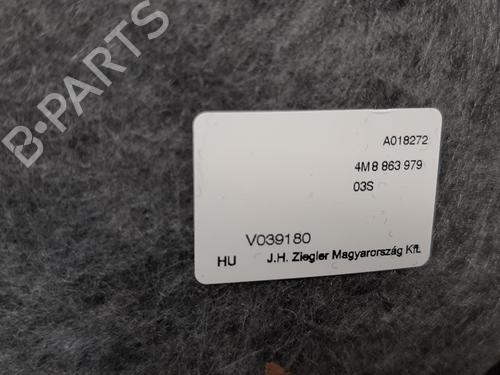 B-PARTS
A018272
4M8 863 979
03S
V039180
HU J.H. Ziegler Magyarország Kft.